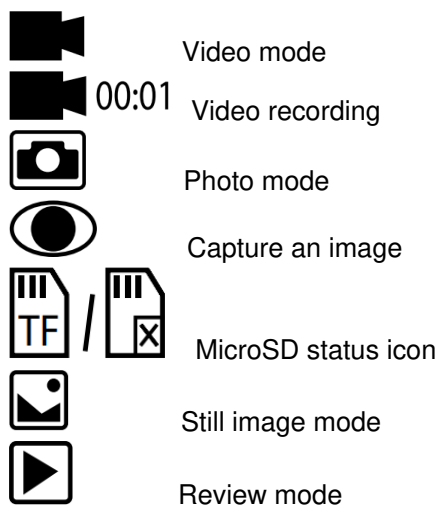 Video mode
00:01 Video recording
Photo mode
Capture an image
TF / X MicroSD status icon
Still image mode
Review mode